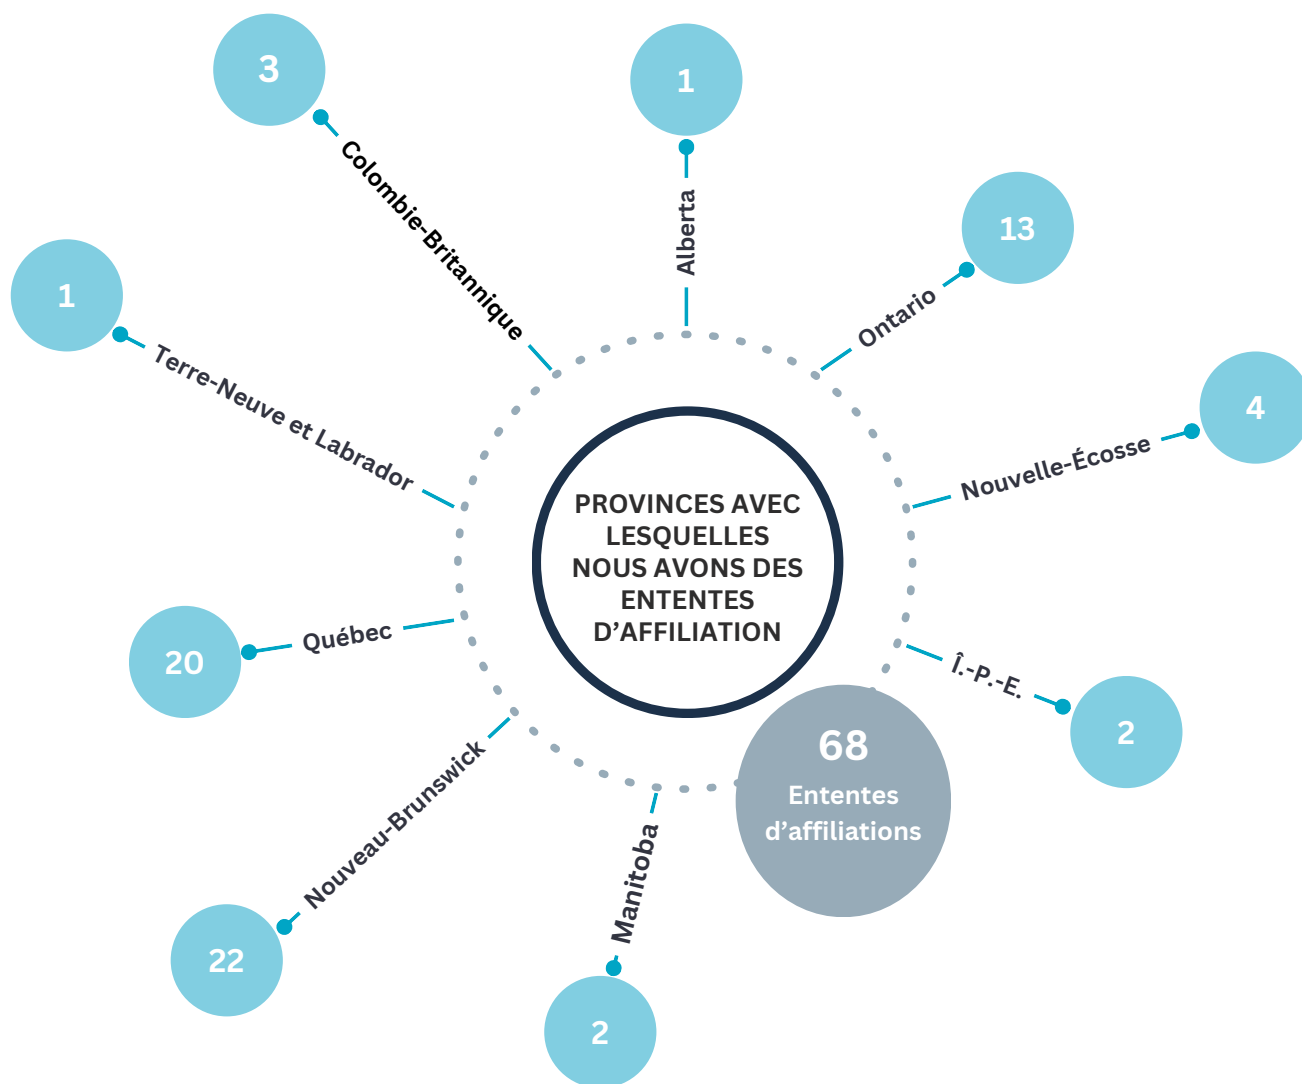 3
Colombie-Britannique
1
Alberta
13
Ontario
1
Terre-Neuve et Labrador
4
Nouvelle-Écosse
PROVINCES AVEC
LESQUELLES
NOUS AVONS DES
ENTENTES
D’AFFILIATION
20
Québec
Î.-P.-E.
2
68
Ententes
d’affiliations
Nouveau-Brunswick
22
Manitoba
2